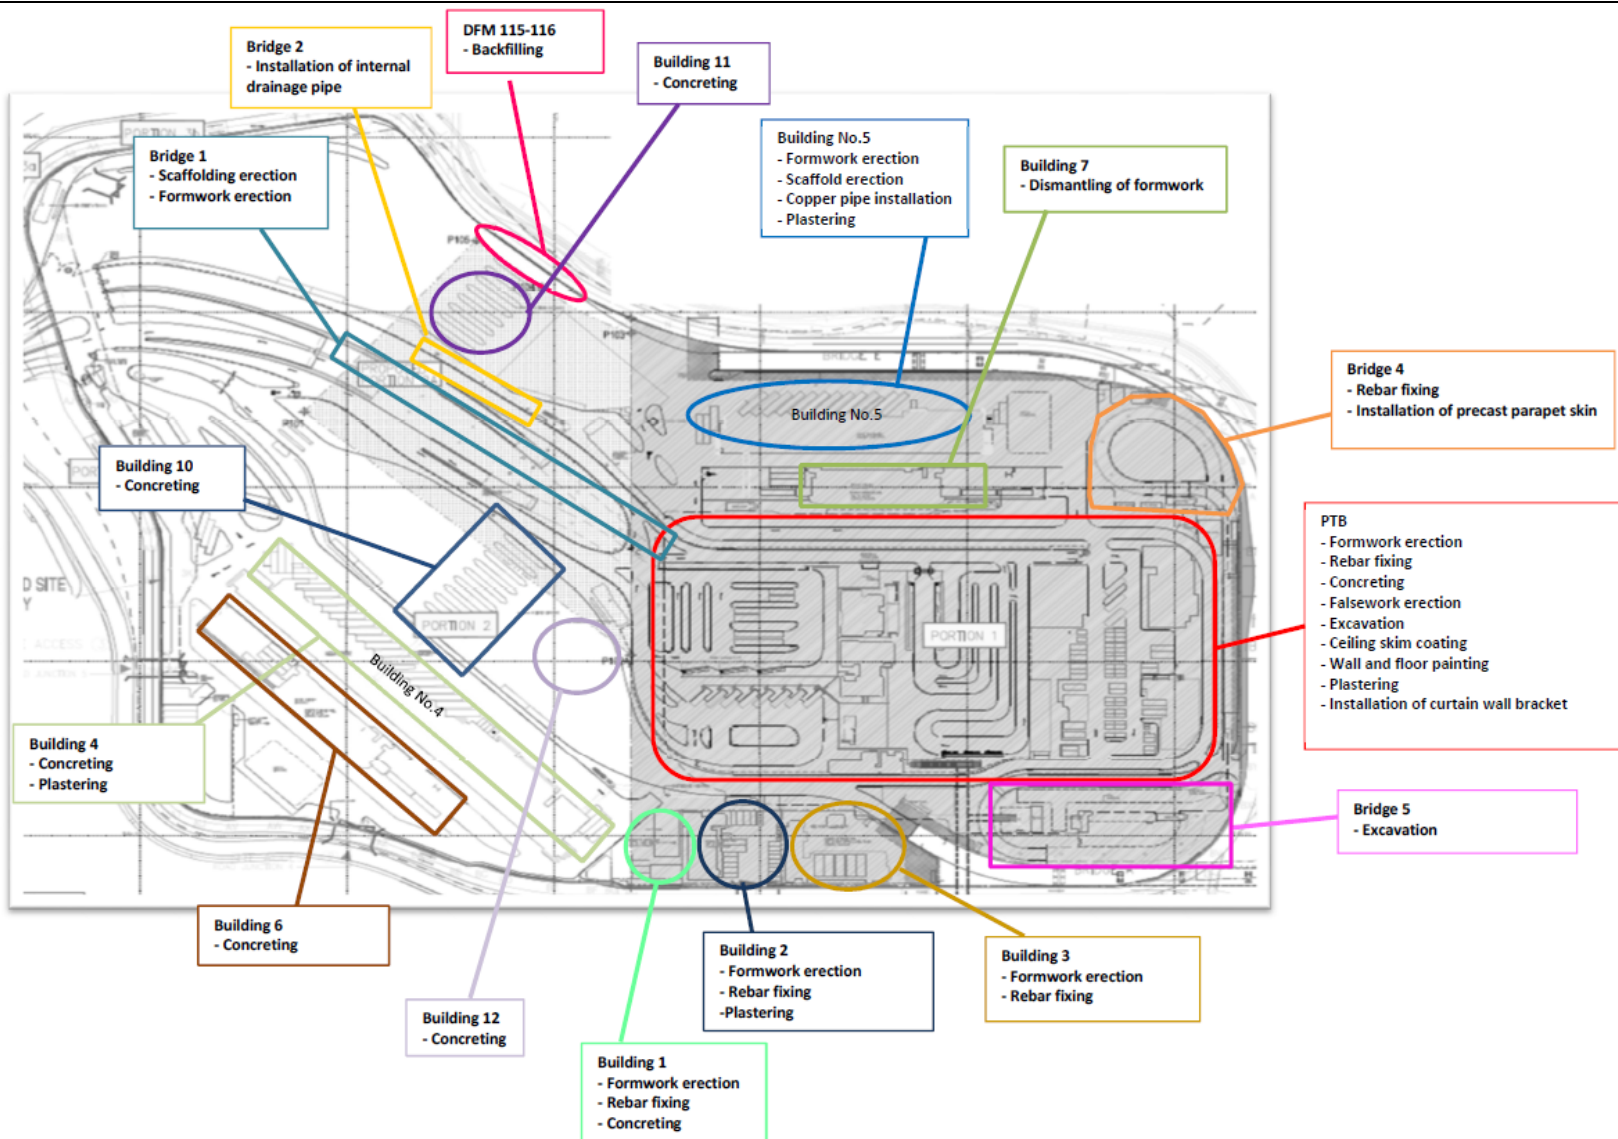 DFM 115-116
- Backfilling
Bridge 2
- Installation of internal
drainage pipe
Building 11
- Concreting
Bridge 1
- Scaffolding erection
- Formwork erection
Building No.5
- Formwork erection
- Scaffold erection
- Copper pipe installation
- Plastering
Building 7
- Dismantling of formwork
Building No.5
Bridge 4
- Rebar fixing
- Installation of precast parapet skin
Building 10
- Concreting
PTB
- Formwork erection
- Rebar fixing
- Concreting
- Falsework erection
- Excavation
- Ceiling skim coating
- Wall and floor painting
- Plastering
- Installation of curtain wall bracket
PORTION 2
PORTION 1
Building No.4
Building 4
- Concreting
- Plastering
Bridge 5
- Excavation
Building 6
- Concreting
Building 12
- Concreting
Building 2
- Formwork erection
- Rebar fixing
-Plastering
Building 3
- Formwork erection
- Rebar fixing
Building 1
- Formwork erection
- Rebar fixing
- Concreting